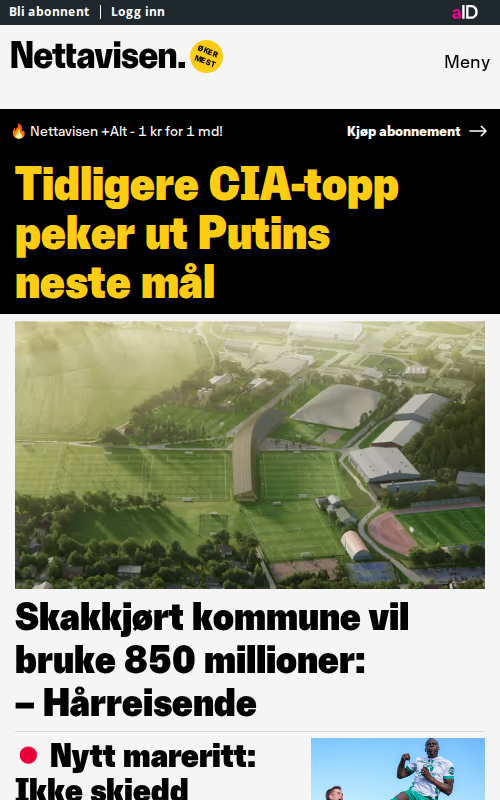 Bli abonnent | Logg inn
aID
Nettavisen.
ØKER
MEST
Meny
Nettavisen +Alt - 1 kr for 1 md!
Kjøp abonnement →
Tidligere CIA-topp
peker ut Putins
neste mål
Skakkjørt kommune vil
bruke 850 millioner:
– Hårreisende
Nytt mareritt:
Ikke skjedd